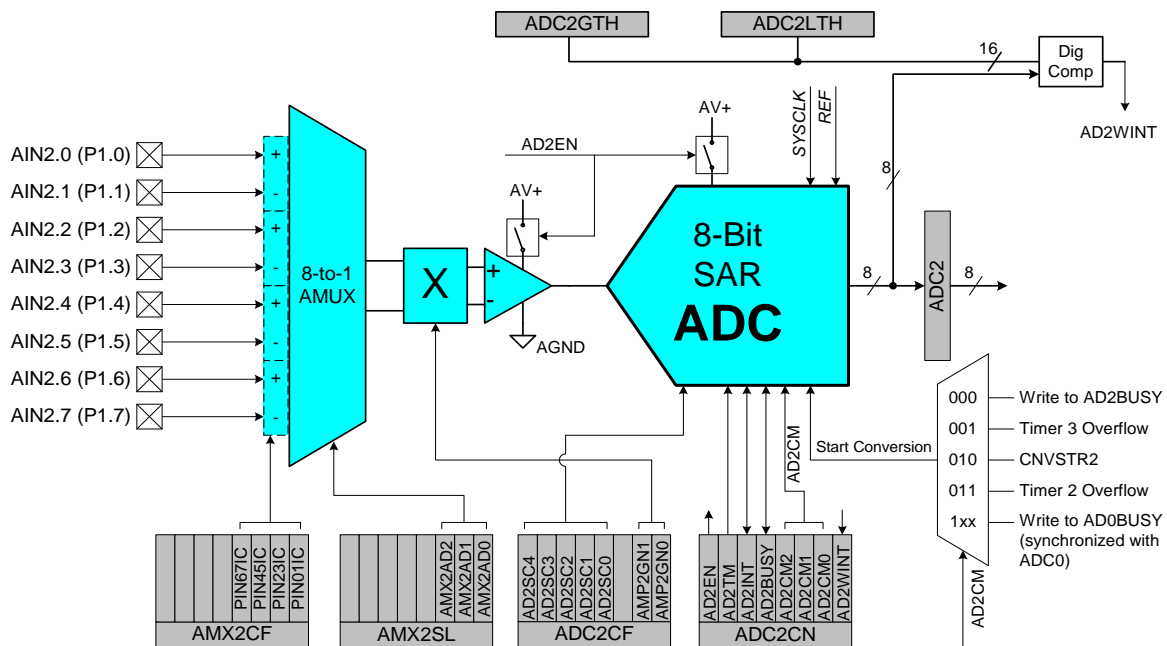 ADC2GTH
ADC2LTH
16
Dig
Comp
AD2WINT
SYSCLK
REF
AV+
AD2EN
AV+
8
AIN2.0 (P1.0)
+
AIN2.1 (P1.1)
-
AIN2.2 (P1.2)
+
AIN2.3 (P1.3)
-
AIN2.4 (P1.4)
+
AIN2.5 (P1.5)
-
AIN2.6 (P1.6)
+
AIN2.7 (P1.7)
-
8-to-1
AMUX
X
+
-
AGND
8-Bit
SAR
ADC
8
ADC2
8
Start Conversion
000
Write to AD2BUSY
001
Timer 3 Overflow
010
CNVSTR2
011
Timer 2 Overflow
1xx
Write to AD0BUSY
(synchronized with
ADC0)
AD2CM
AD2CM
PIN67IC
PIN45IC
PIN23IC
PIN01IC
AMX2CF
AMX2AD2
AMX2AD1
AMX2AD0
AMX2SL
AD2SC4
AD2SC3
AD2SC2
AD2SC1
AD2SC0
AMP2GN1
AMP2GN0
ADC2CF
AD2EN
AD2TM
AD2INT
AD2BUSY
AD2CM2
AD2CM1
AD2CM0
AD2WINT
ADC2CN